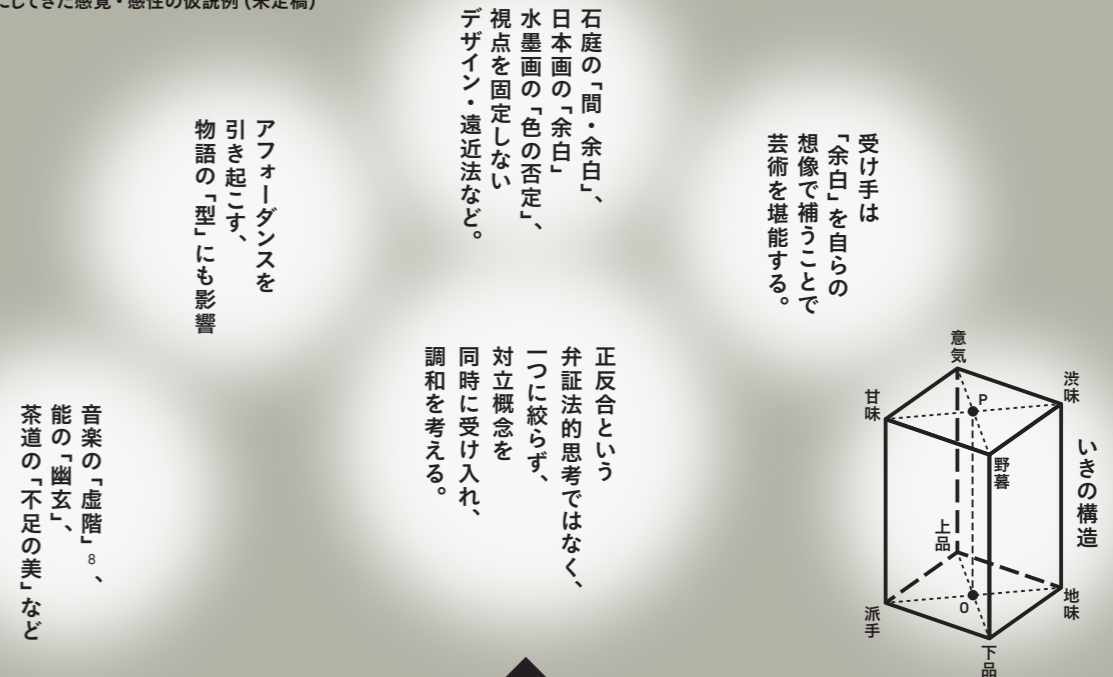 にしてきた感覚・感性の仮説例(未定稿)
石庭の「間・余白」、
日本画の「余白」
水墨画の「色の否定」、
視点を固定しない
デザイン・遠近法など。
受け手は
「余白」を自らの
想像で補うことで
芸術を堪能する。
アフォーダンスを
引き起こす、
物語の「型」にも影響
正反合という
弁証法的思考ではなく、
一つに絞らず、
対立概念を
同時に受け入れ、
調和を考える。
音楽の「虚階」8、
能の「幽玄」、
茶道の「不足の美」など
いきの構造
意気
渋味
甘味
P
野暮
上品
O
地味
派手
下品